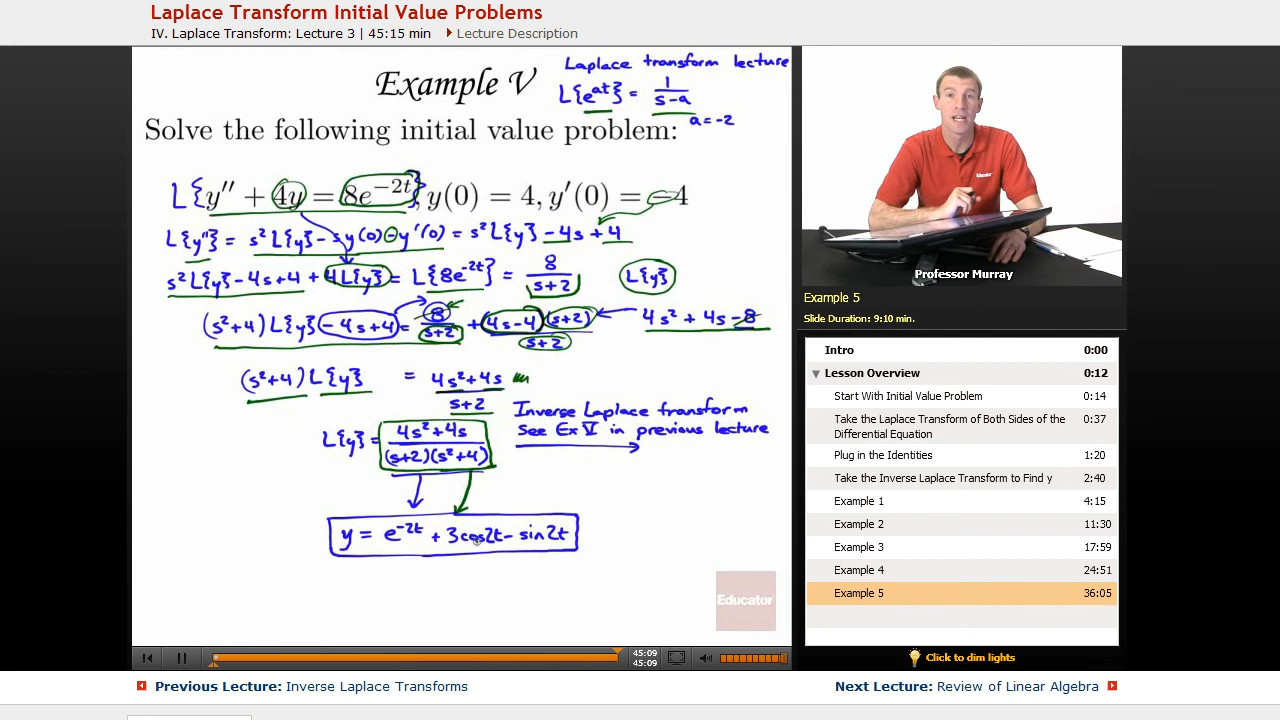 Laplace Transform Initial Value Problems
IV. Laplace Transform: Lecture 3 | 45:15 min Lecture Description
Laplace transform lecture
Example V
L{e^{at}} = 1/(s-a)
a = -2
Solve the following initial value problem:
L{y'' + 4y = 8e^{-2t}}, y(0) = 4, y'(0) = -4
L{y''} = s² L{y} - s y(0) - y'(0) = s² L{y} - 4s + 4
s² L{y} - 4s + 4 + 4L{y} = L{8e^{-2t}} = 8/(s+2) L{y}
(s²+4) L{y} - 4s + 4 = 8/(s+2) + (4s-4)(s+2)/(s+2) 4s² + 4s - 8
(s²+4) L{y} = (4s²+4s)/(s+2)
Inverse Laplace transform
See Ex V in previous lecture
L{y} = (4s²+4s)/((s+2)(s²+4))
y = e^{-2t} + 3cos2t - sin2t
Educator
Professor Murray
Example 5
Slide Duration: 9:10 min.
Intro 0:00
Lesson Overview 0:12
Start With Initial Value Problem 0:14
Take the Laplace Transform of Both Sides of the Differential Equation 0:37
Plug in the Identities 1:20
Take the Inverse Laplace Transform to Find y 2:40
Example 1 4:15
Example 2 11:30
Example 3 17:59
Example 4 24:51
Example 5 36:05
45:09
45:09
Click to dim lights
Previous Lecture: Inverse Laplace Transforms
Next Lecture: Review of Linear Algebra